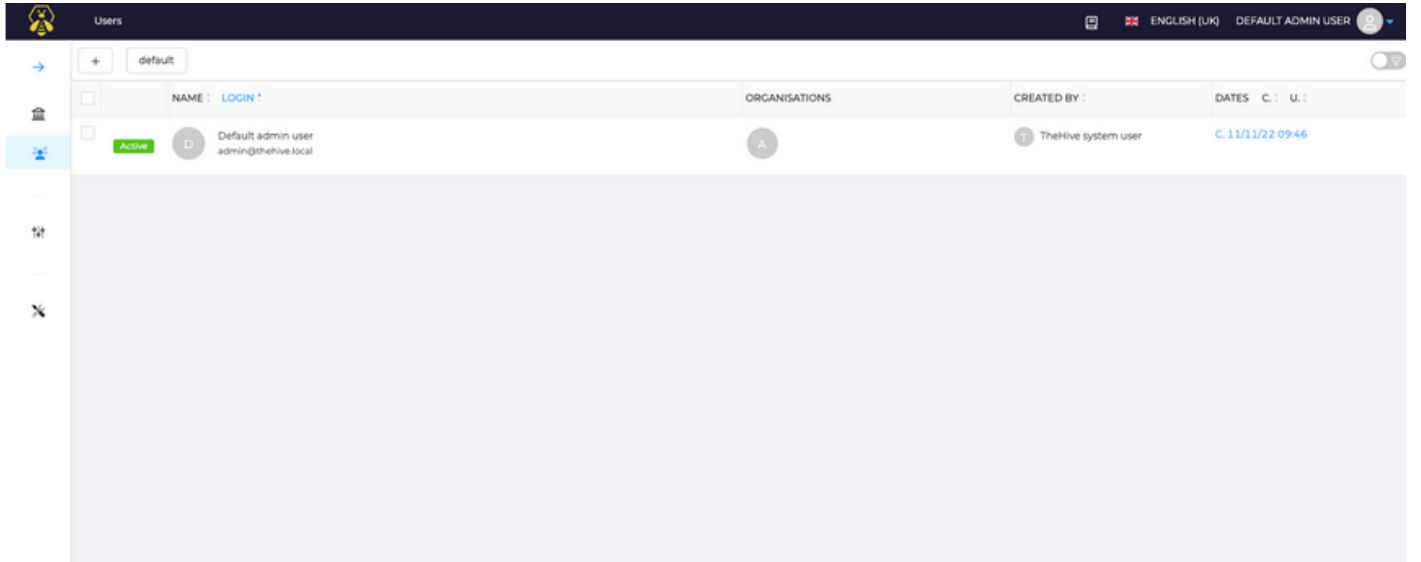 Users ENGLISH (UK) DEFAULT ADMIN USER
+ default
NAME LOGIN ORGANISATIONS CREATED BY DATES C. U.
Active D Default admin user A T TheHive system user C. 11/11/22 09:46
admin@thehive.local